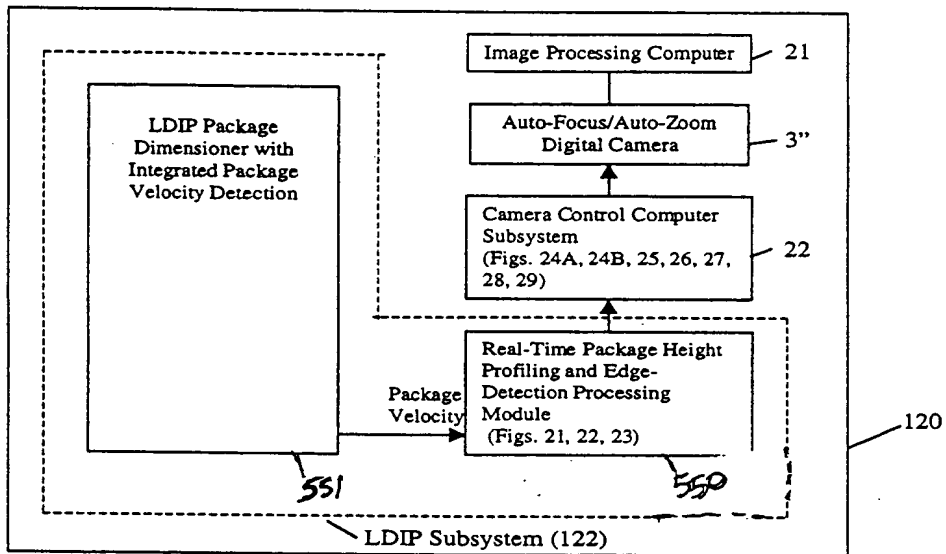 Image Processing Computer
21
LDIP Package
Dimensioner with
Integrated Package
Velocity Detection
Auto-Focus/Auto-Zoom
Digital Camera
3”
Camera Control Computer
Subsystem
(Figs. 24A, 24B, 25, 26, 27,
28, 29)
22
Real-Time Package Height
Profiling and Edge-
Detection Processing
Module
(Figs. 21, 22, 23)
Package
Velocity
120
551
550
LDIP Subsystem (122)